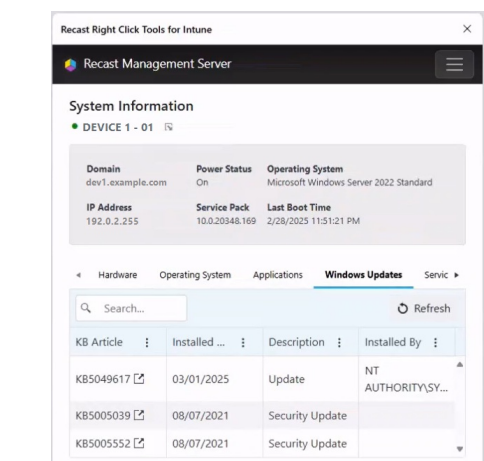 Recast Right Click Tools for Intune
Recast Management Server
System Information
DEVICE 1 - 01
Domain Power Status Operating System
dev1.example.com On Microsoft Windows Server 2022 Standard
IP Address Service Pack Last Boot Time
192.0.2.255 10.0.20348.169 2/28/2025 11:51:21 PM
Hardware Operating System Applications Windows Updates Servic
Search... Refresh
KB Article Installed ... Description Installed By
KB5049617 03/01/2025 Update NT AUTHORITY\SY...
KB5005039 08/07/2021 Security Update
KB5005552 08/07/2021 Security Update